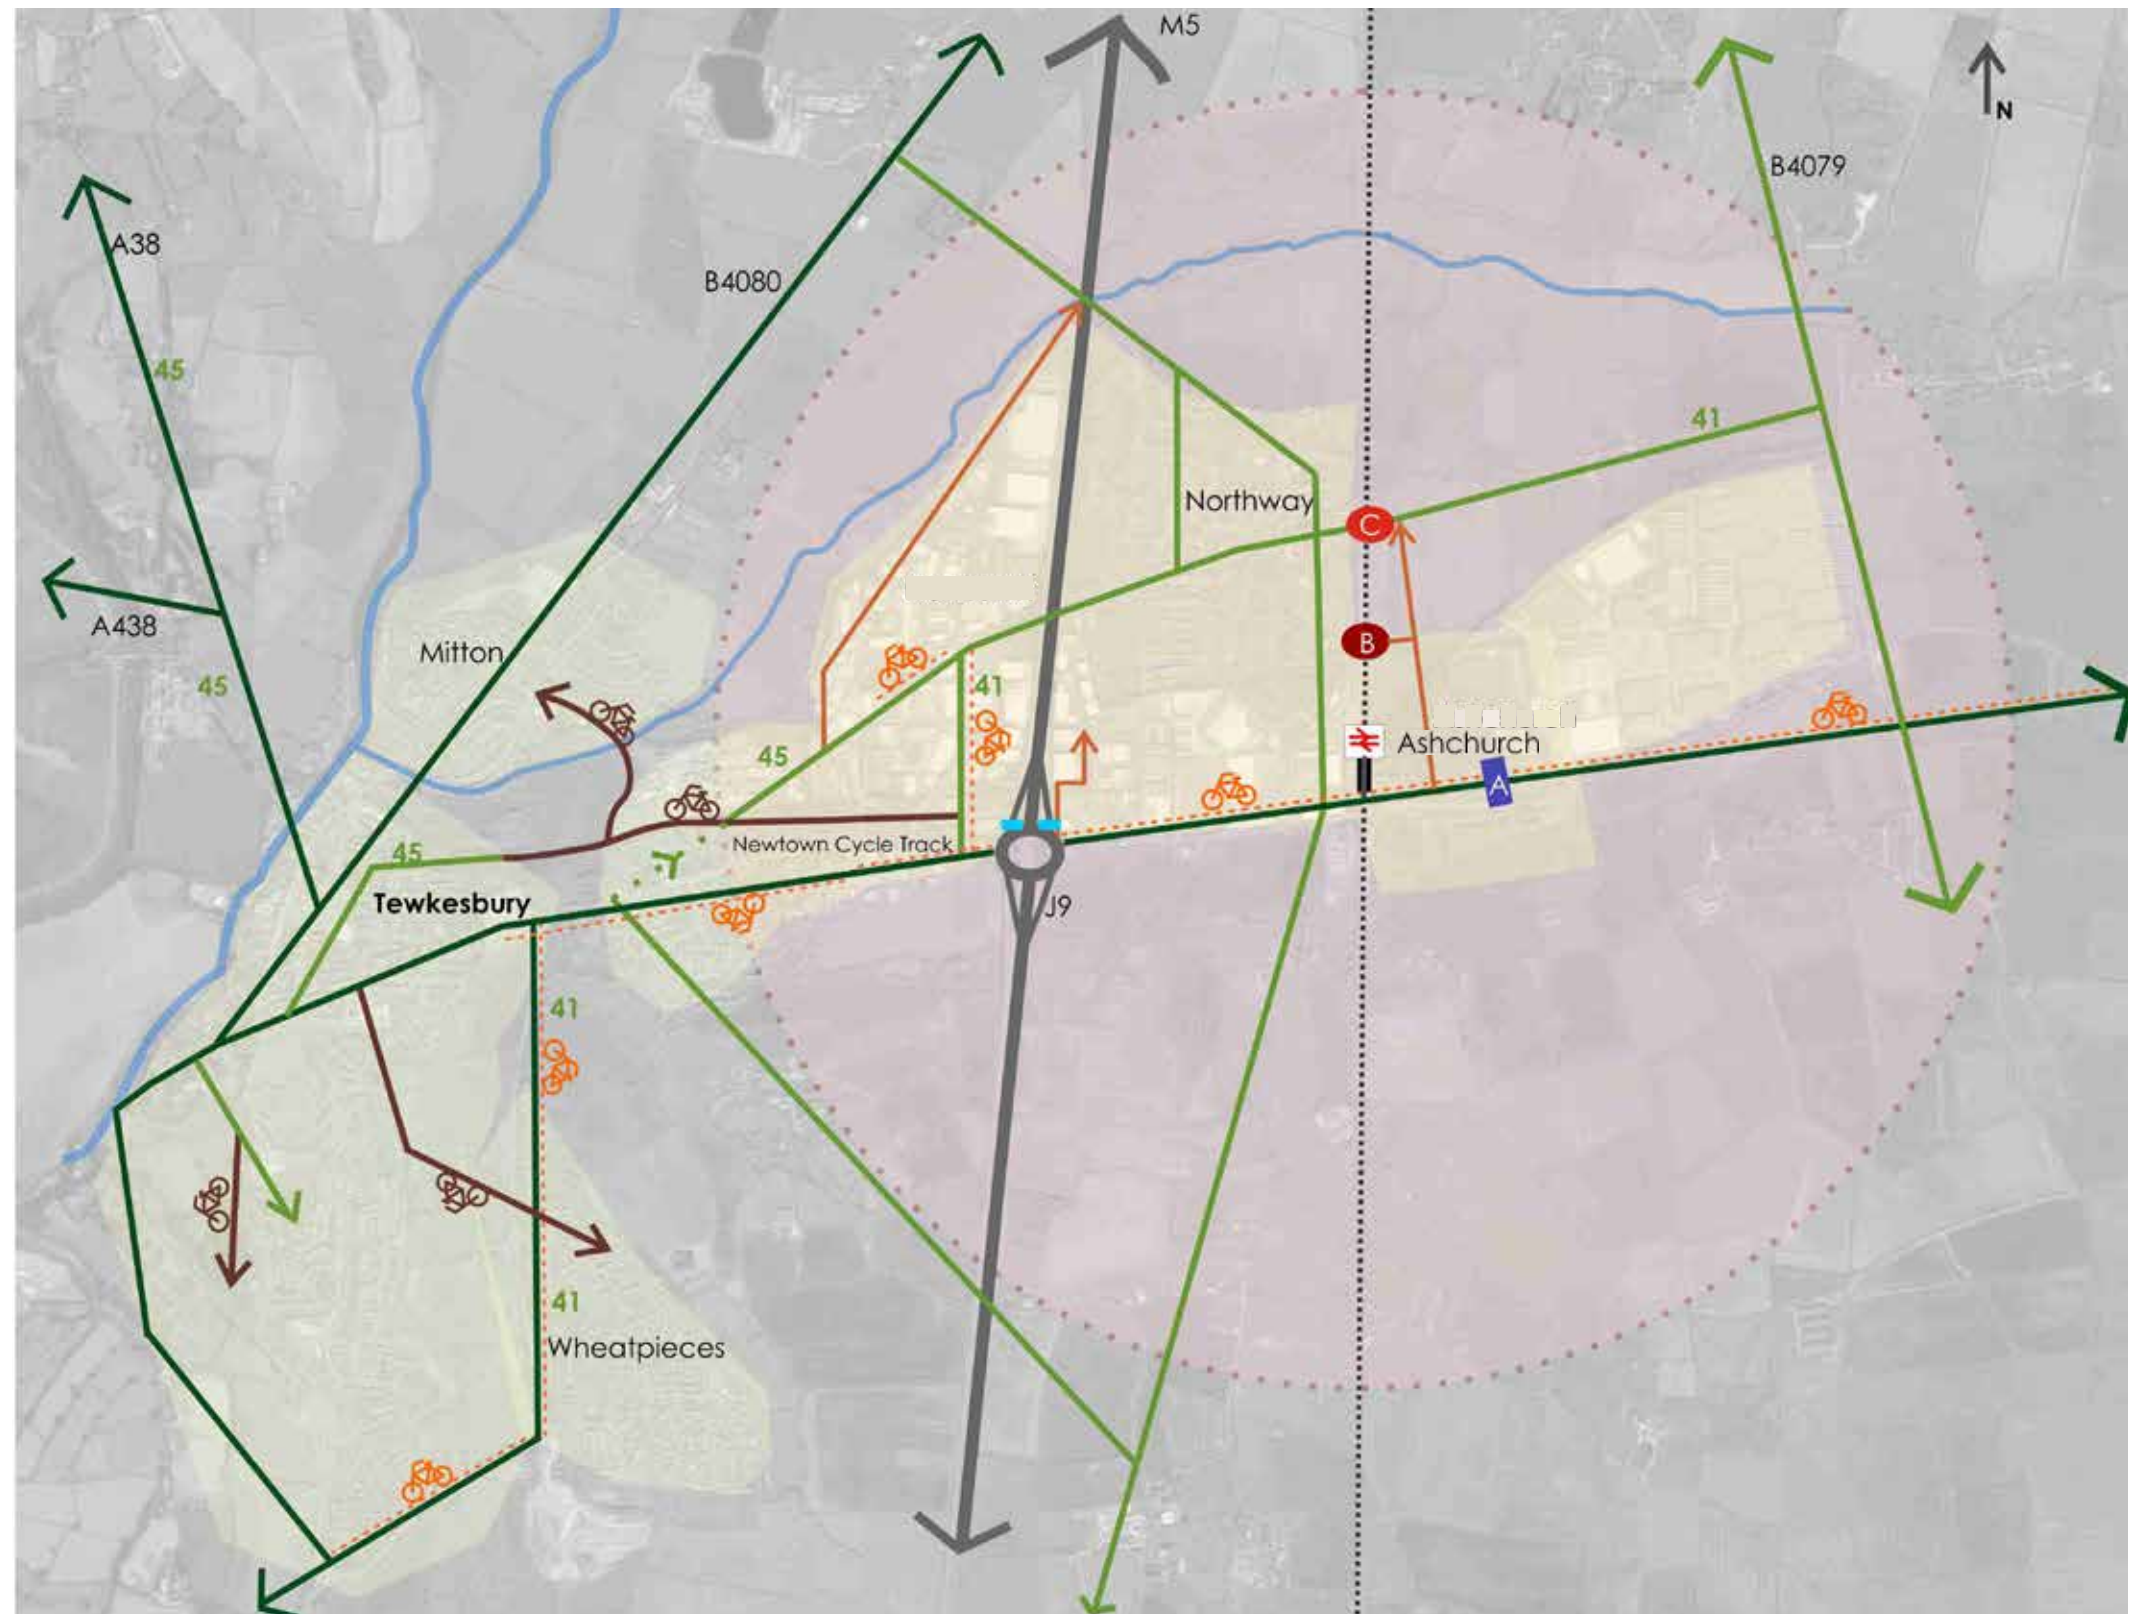 M5
N
B4079
A38
B4080
45
41
Northway
C
A438
Mitton
B
45
41
45
Ashchurch
A
Newtown Cycle Track
45
Tewkesbury
J9
41
41
Wheatpieces